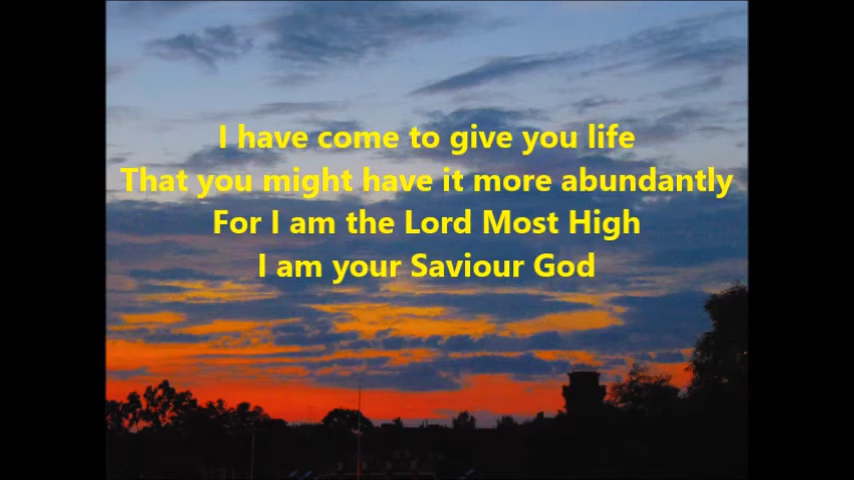 I have come to give you life
That you might have it more abundantly
For I am the Lord Most High
I am your Saviour God